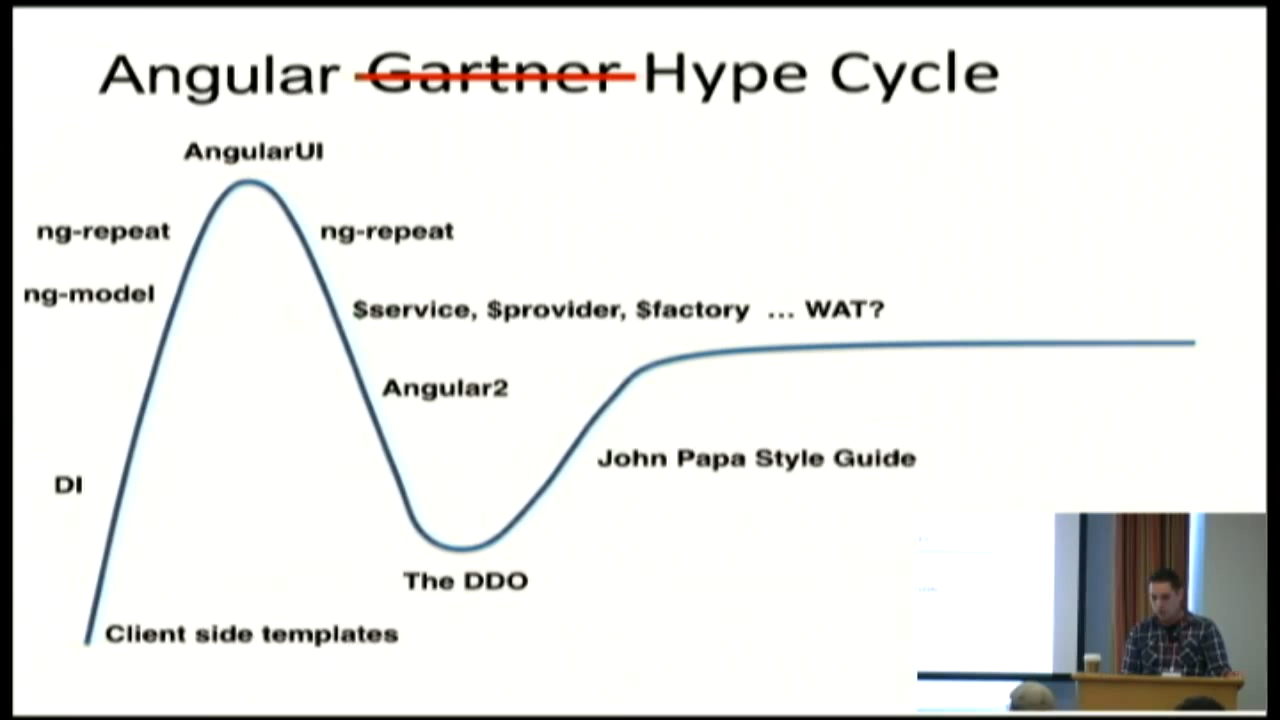 Angular Gartner Hype Cycle
AngularUI
ng-repeat
ng-repeat
ng-model
$service, $provider, $factory ... WAT?
Angular2
John Papa Style Guide
DI
The DDO
Client side templates